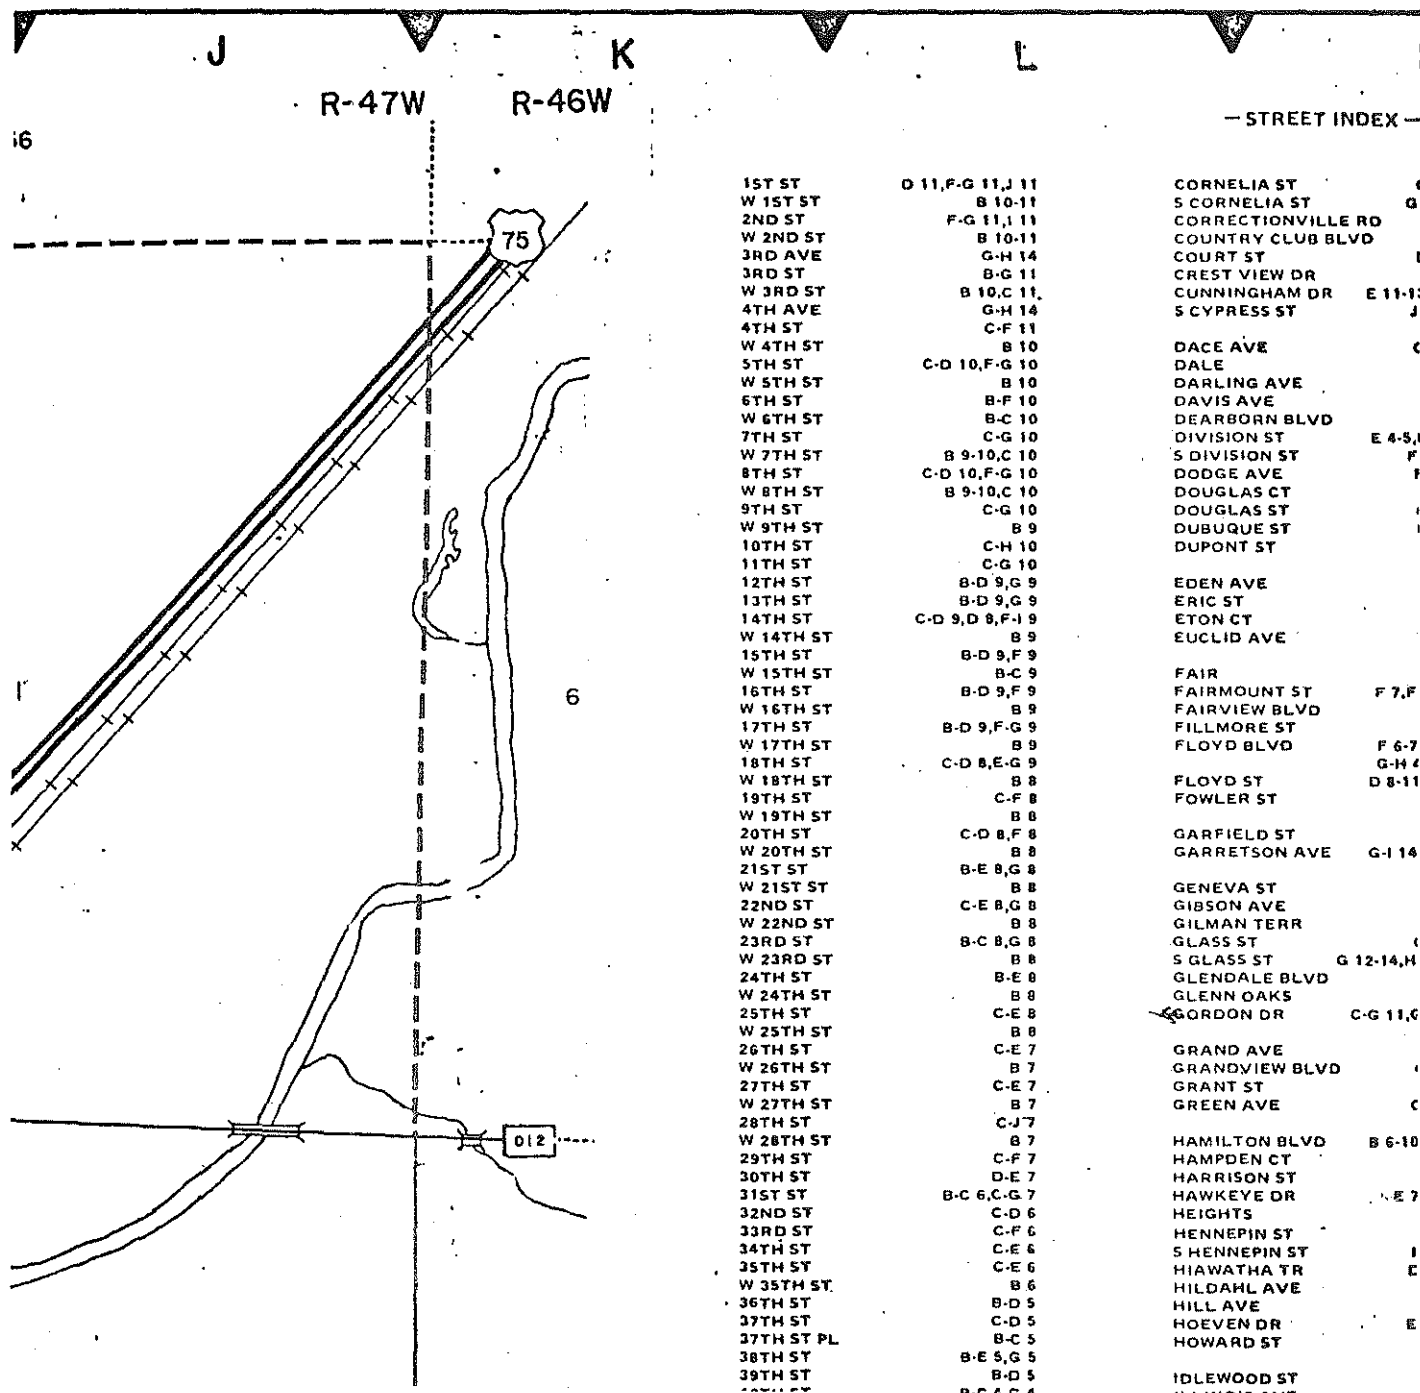 J
K
L
R-47W R-46W
— STREET INDEX —
75
6
012
1ST ST D 11,F-G 11,J 11
W 1ST ST B 10-11
2ND ST F-G 11,I 11
W 2ND ST B 10-11
3RD AVE G-H 14
3RD ST B-G 11
W 3RD ST B 10,C 11
4TH AVE G-H 14
4TH ST C-F 11
W 4TH ST B 10
5TH ST C-D 10,F-G 10
W 5TH ST B 10
6TH ST B-F 10
W 6TH ST B-C 10
7TH ST C-G 10
W 7TH ST B 9-10,C 10
8TH ST C-D 10,F-G 10
W 8TH ST B 9-10,C 10
9TH ST C-G 10
W 9TH ST B 9
10TH ST C-H 10
11TH ST C-G 10
12TH ST B-D 9,G 9
13TH ST B-D 9,G 9
14TH ST C-D 9,D 8,F-I 9
W 14TH ST B 9
15TH ST B-D 9,F 9
W 15TH ST B-C 9
16TH ST B-D 9,F 9
W 16TH ST B 9
17TH ST B-D 9,F-G 9
W 17TH ST B 9
18TH ST C-D 8,E-G 9
W 18TH ST B 8
19TH ST C-F 8
W 19TH ST B 8
20TH ST C-D 8,F 8
W 20TH ST B 8
21ST ST B-E 8,G 8
W 21ST ST B 8
22ND ST C-E 8,G 8
W 22ND ST B 8
23RD ST B-C 8,G 8
W 23RD ST B 8
24TH ST B-E 8
W 24TH ST B 8
25TH ST C-E 8
W 25TH ST B 8
26TH ST C-E 7
W 26TH ST B 7
27TH ST C-E 7
W 27TH ST B 7
28TH ST C-J 7
W 28TH ST B 7
29TH ST C-F 7
30TH ST D-E 7
31ST ST B-C 6,C-G 7
32ND ST C-D 6
33RD ST C-F 6
34TH ST C-E 6
35TH ST C-E 6
W 35TH ST B 6
36TH ST B-D 5
37TH ST C-D 5
37TH ST PL B-C 5
38TH ST B-E 5,G 5
39TH ST B-D 5
CORNELIA ST
S CORNELIA ST G
CORRECTIONVILLE RD
COUNTRY CLUB BLVD
COURT ST
CREST VIEW DR
CUNNINGHAM DR E 11-1
S CYPRESS ST J
DACE AVE
DALE
DARLING AVE
DAVIS AVE
DEARBORN BLVD
DIVISION ST E 4-5,
S DIVISION ST F
DODGE AVE
DOUGLAS CT
DOUGLAS ST
DUBUQUE ST
DUPONT ST
EDEN AVE
ERIC ST
ETON CT
EUCLID AVE
FAIR
FAIRMOUNT ST F 7,F
FAIRVIEW BLVD
FILLMORE ST
FLOYD BLVD F 6-7
G-H 4
FLOYD ST D 8-11
FOWLER ST
GARFIELD ST
GARRETSON AVE G-I 14
GENEVA ST
GIBSON AVE
GILMAN TERR
GLASS ST
S GLASS ST G 12-14,H
GLENDALE BLVD
GLENN OAKS
GORDON DR C-G 11,G
GRAND AVE
GRANDVIEW BLVD
GRANT ST
GREEN AVE
HAMILTON BLVD B 6-10
HAMPDEN CT
HARRISON ST
HAWKEYE DR E 7
HEIGHTS
HENNEPIN ST
S HENNEPIN ST
HIAWATHA TR
HILDAHL AVE
HILL AVE
HOEVEN DR E
HOWARD ST
IDLEWOOD ST